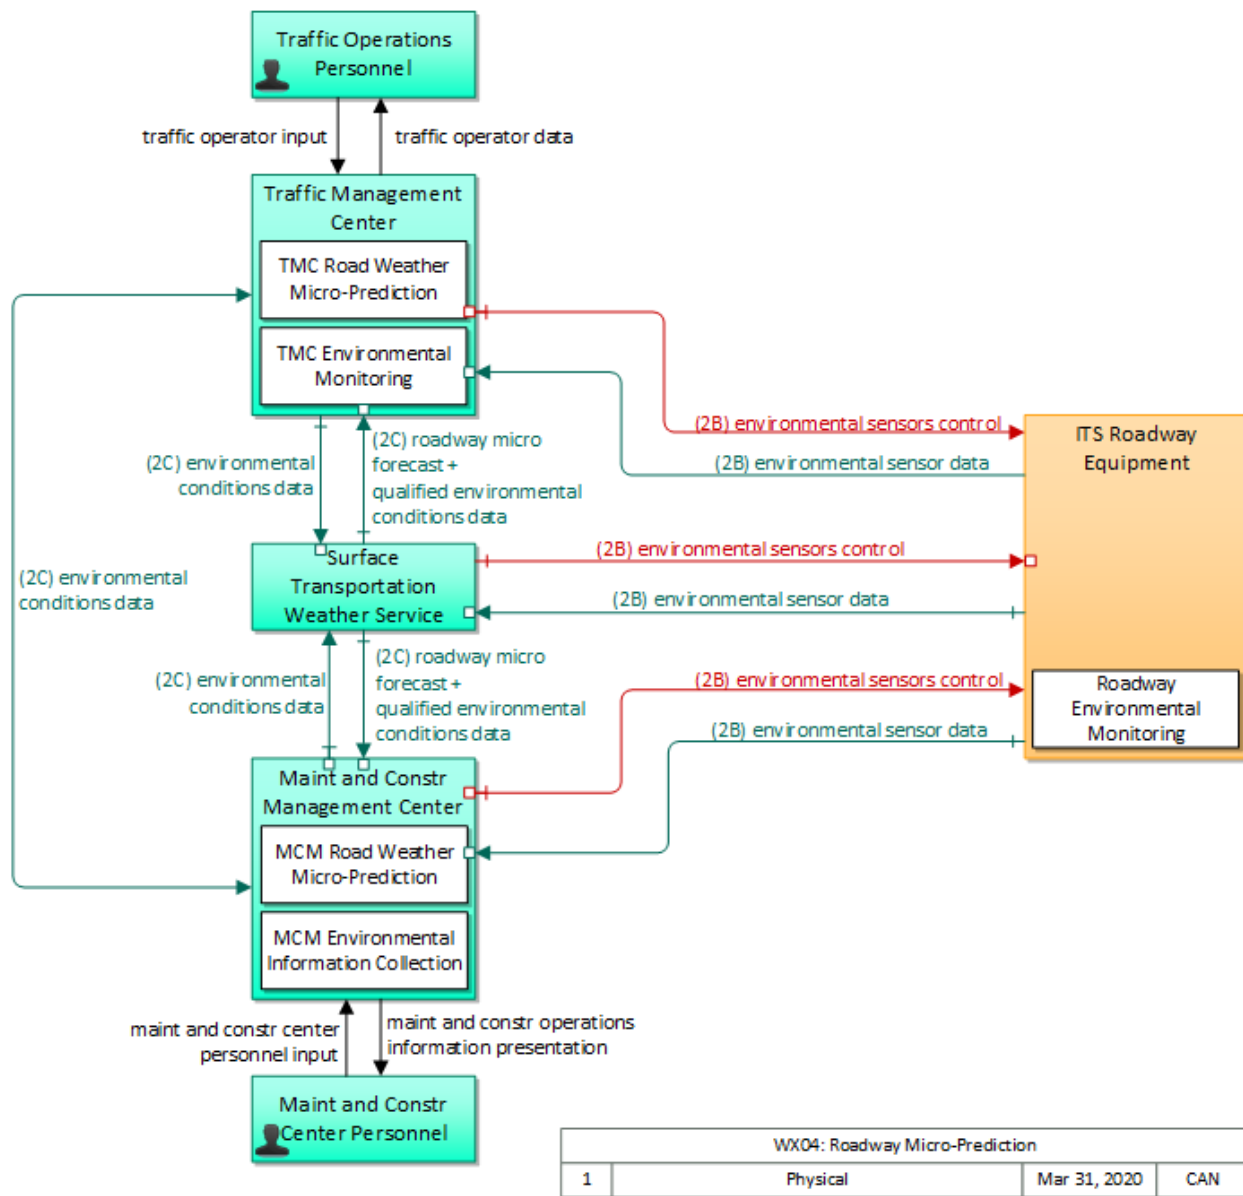 Traffic Operations
Personnel
traffic operator input
traffic operator data
Traffic Management
Center
TMC Road Weather
Micro-Prediction
TMC Environmental
Monitoring
(2B) environmental sensors control
(2B) environmental sensor data
ITS Roadway
Equipment
(2C) environmental
conditions data
(2C) roadway micro
forecast +
qualified environmental
conditions data
(2C) environmental
conditions data
Surface
Transportation
Weather Service
(2B) environmental sensors control
(2B) environmental sensor data
(2C) environmental
conditions data
(2C) roadway micro
forecast +
qualified environmental
conditions data
(2B) environmental sensors control
(2B) environmental sensor data
Roadway
Environmental
Monitoring
Maint and Constr
Management Center
MCM Road Weather
Micro-Prediction
MCM Environmental
Information Collection
maint and constr center
personnel input
maint and constr operations
information presentation
Maint and Constr
Center Personnel
WX04: Roadway Micro-Prediction
1 Physical Mar 31, 2020 CAN